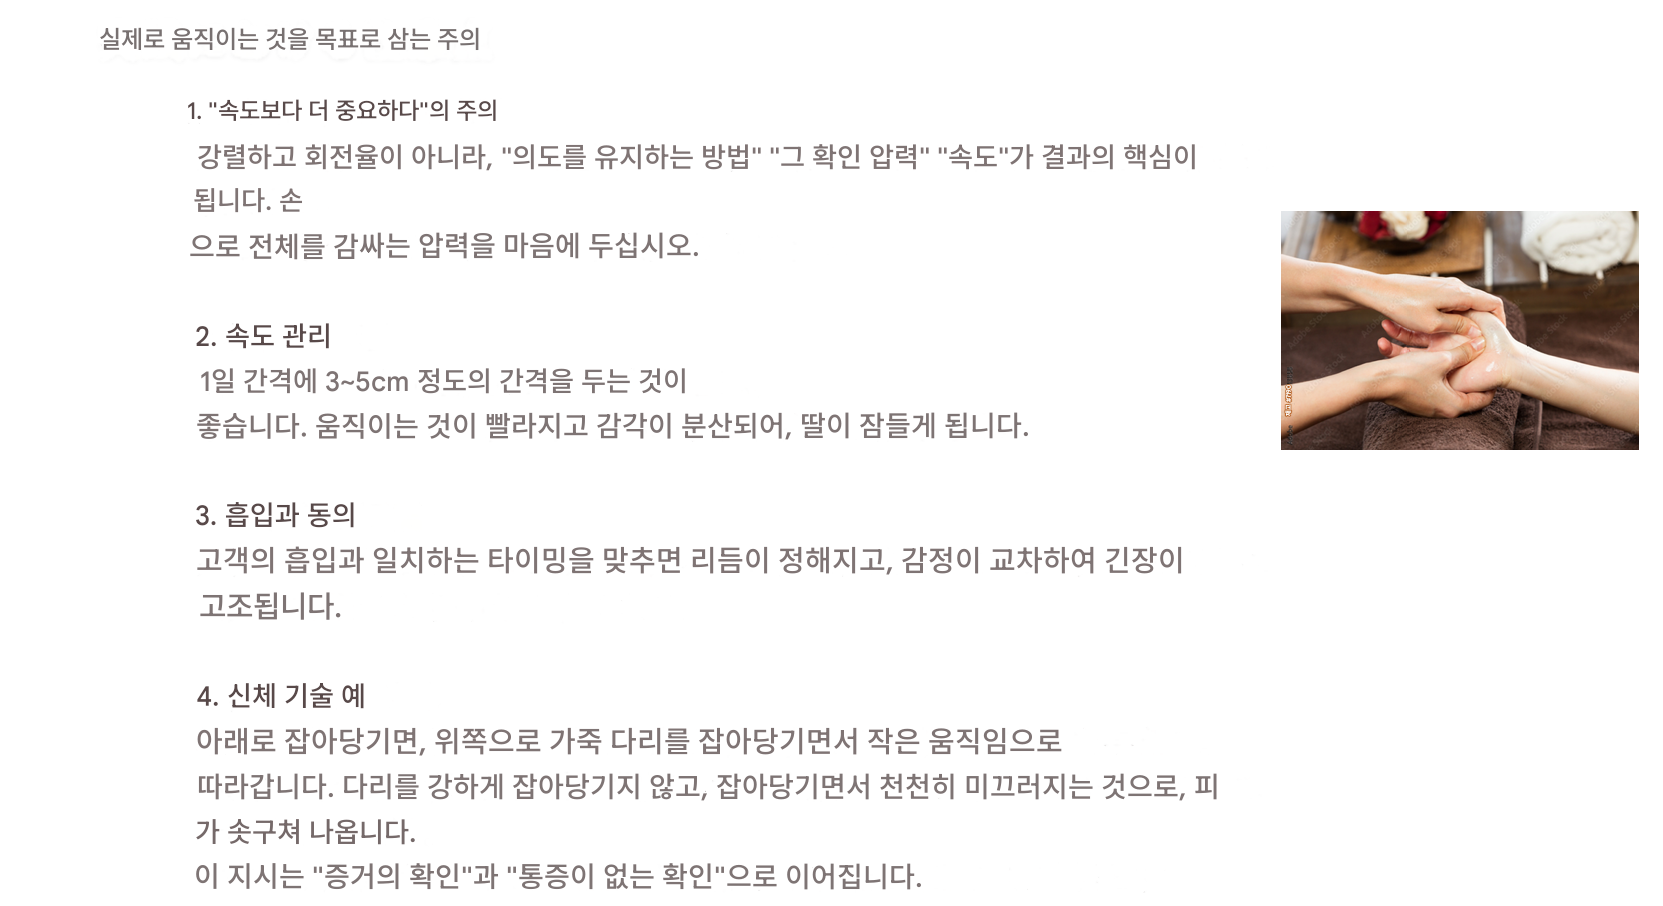 실제로 움직이는 것을 목표로 삼는 주의
1. "속도보다 더 중요하다"의 주의
강렬하고 회전율이 아니라, "의도를 유지하는 방법" "그 확인 압력" "속도"가 결과의 핵심이
됩니다. 손
으로 전체를 감싸는 압력을 마음에 두십시오.
2. 속도 관리
1일 간격에 3~5cm 정도의 간격을 두는 것이
좋습니다. 움직이는 것이 빨라지고 감각이 분산되어, 딸이 잠들게 됩니다.
3. 흡입과 동의
고객의 흡입과 일치하는 타이밍을 맞추면 리듬이 정해지고, 감정이 교차하여 긴장이
고조됩니다.
4. 신체 기술 예
아래로 잡아당기면, 위쪽으로 가죽 다리를 잡아당기면서 작은 움직임으로
따라갑니다. 다리를 강하게 잡아당기지 않고, 잡아당기면서 천천히 미끄러지는 것으로, 피
가 솟구쳐 나옵니다.
이 지시는 "증거의 확인"과 "통증이 없는 확인"으로 이어집니다.